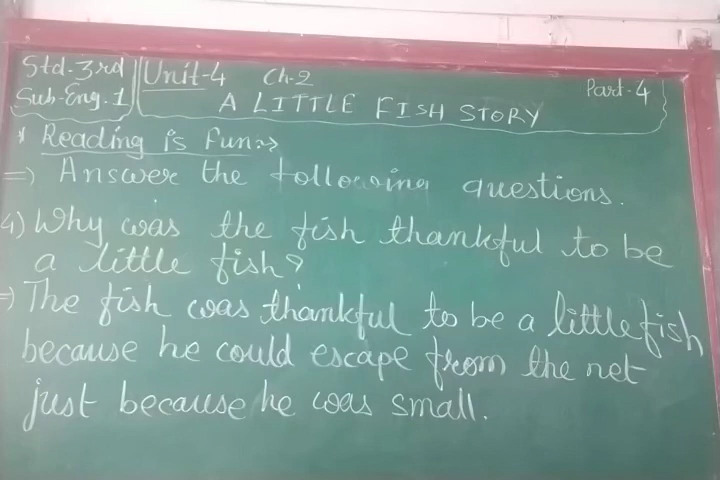 Std-3rd Unit-4 Ch-2 Part-4
Sub-Eng.1 A LITTLE FISH STORY
* Reading is Fun:->
=> Answer the following questions.
4) Why was the fish thankful to be
a little fish?
=> The fish was thankful to be a little fish
because he could escape from the net
just because he was small.